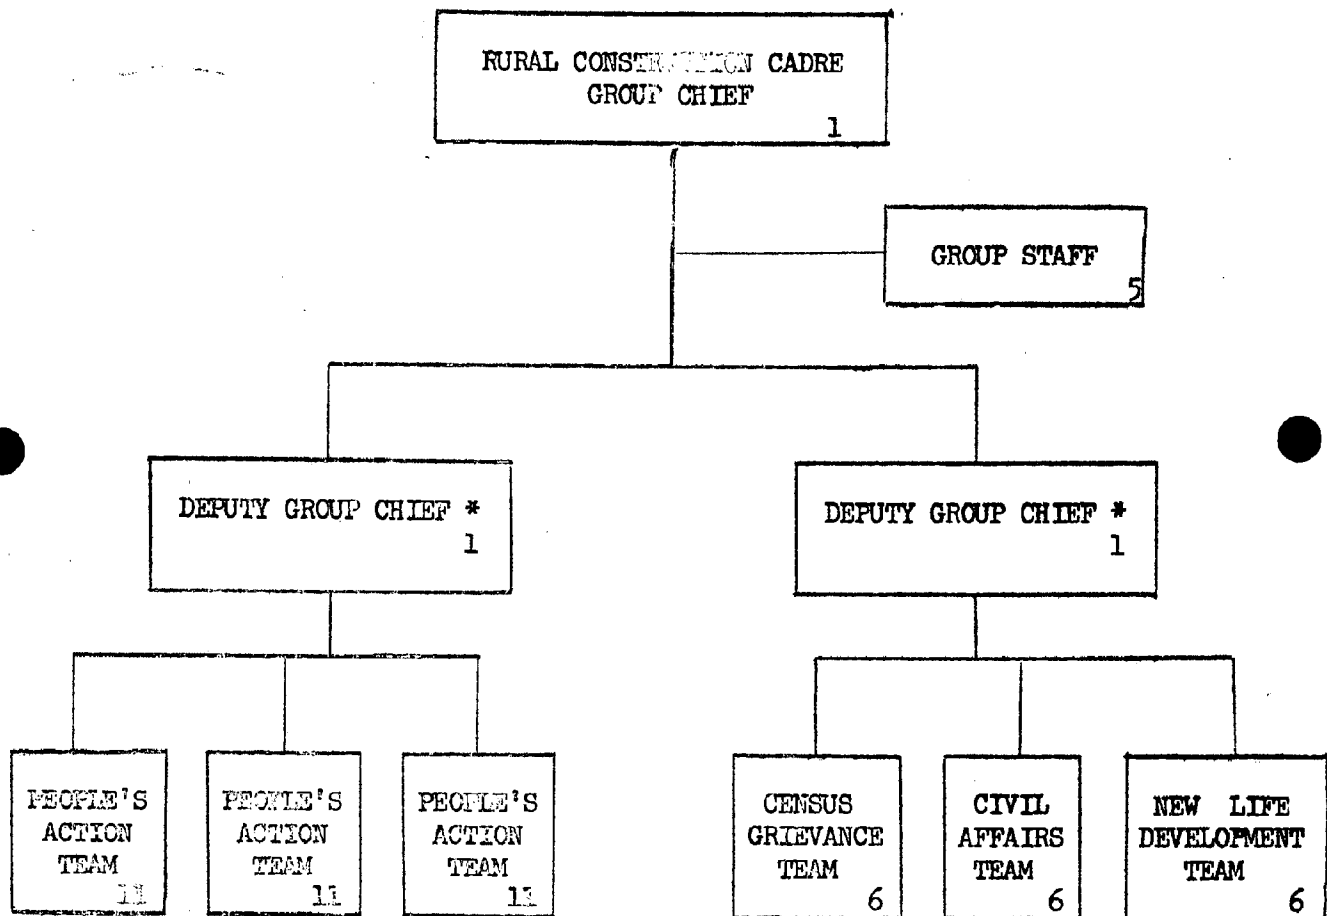 RURAL CONSTRUCTION CADRE
GROUP CHIEF
1
GROUP STAFF
5
DEPUTY GROUP CHIEF *
1
DEPUTY GROUP CHIEF *
1
PEOPLE'S
ACTION
TEAM
11
PEOPLE'S
ACTION
TEAM
11
PEOPLE'S
ACTION
TEAM
11
CENSUS
GRIEVANCE
TEAM
6
CIVIL
AFFAIRS
TEAM
6
NEW LIFE
DEVELOPMENT
TEAM
6